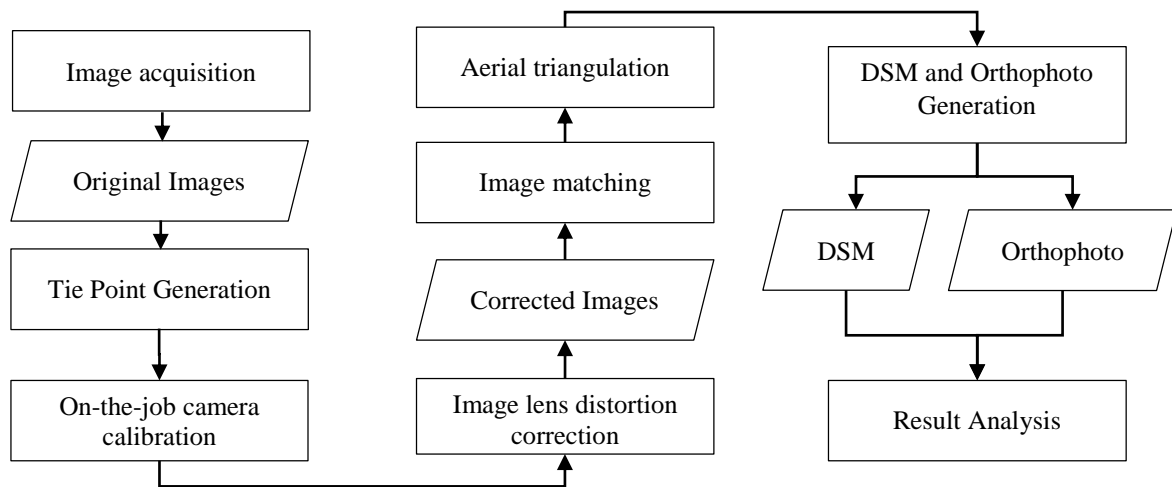 Image acquisition
Original Images
Tie Point Generation
On-the-job camera
calibration
Image lens distortion
correction
Corrected Images
Image matching
Aerial triangulation
DSM and Orthophoto
Generation
DSM
Orthophoto
Result Analysis